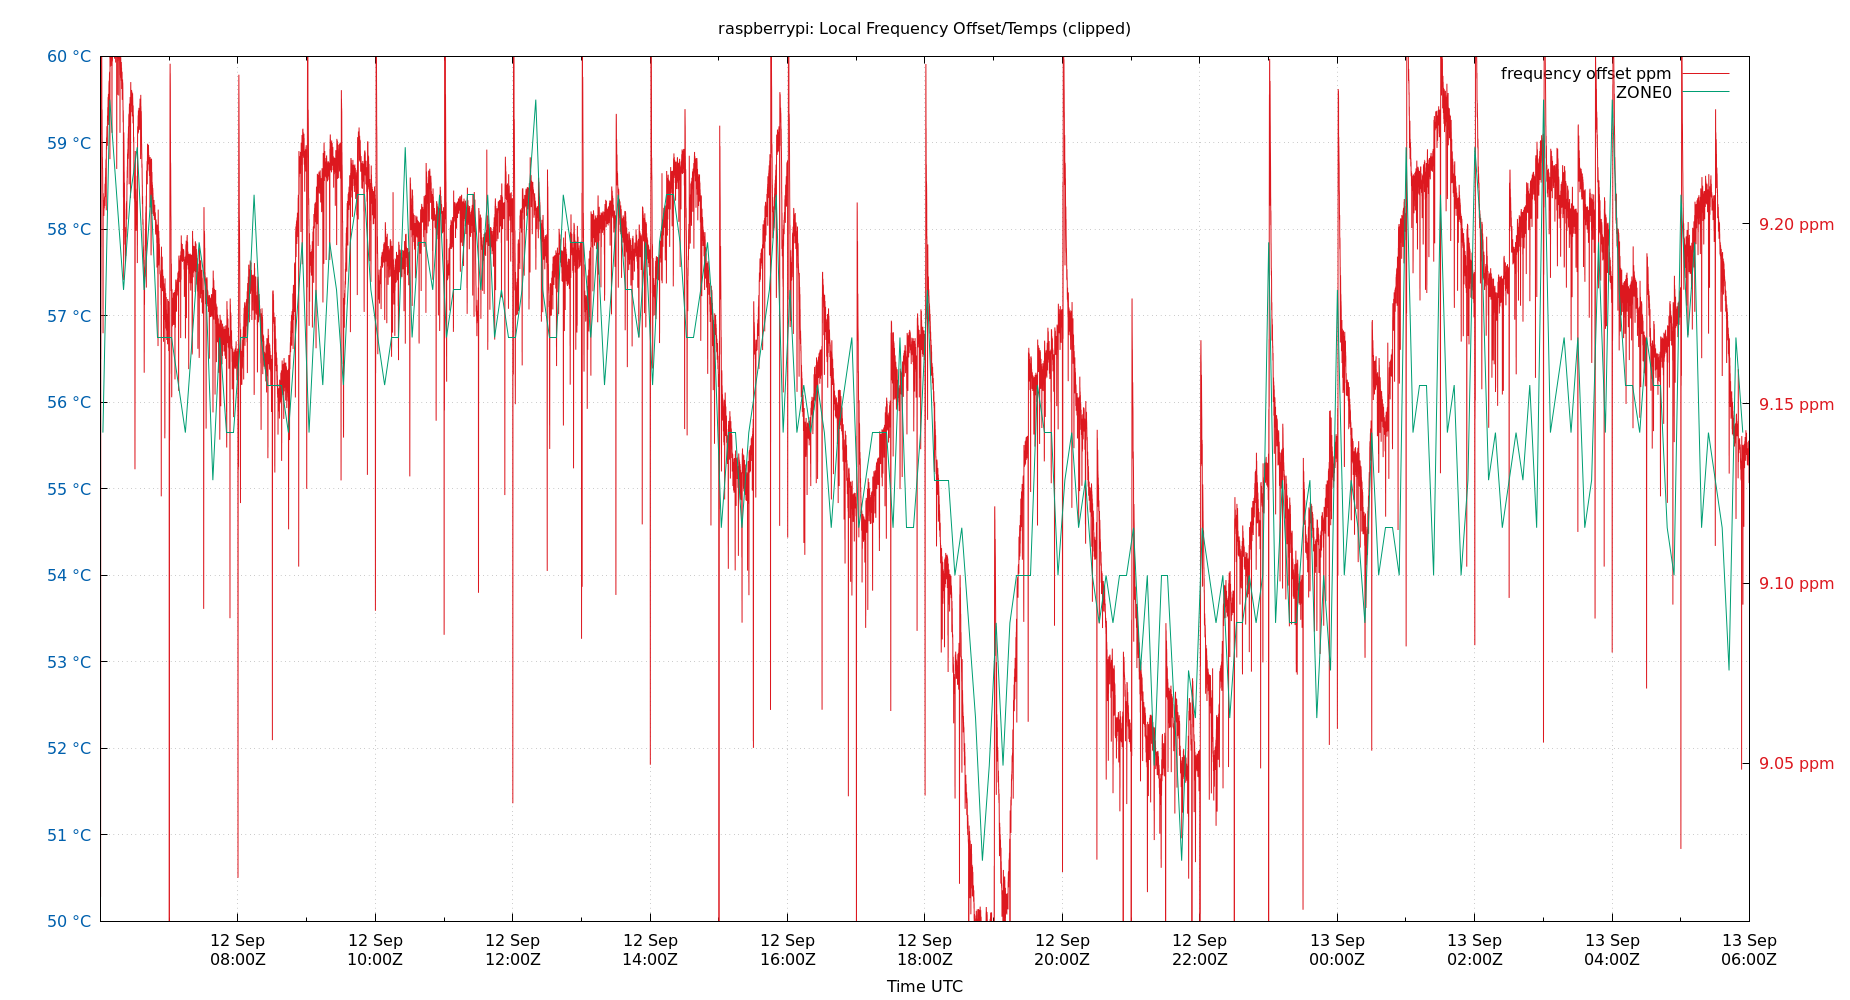 raspberrypi: Local Frequency Offset/Temps (clipped)
frequency offset ppm
ZONE0
60 °C
59 °C
58 °C
57 °C
56 °C
55 °C
54 °C
53 °C
52 °C
51 °C
50 °C
9.20 ppm
9.15 ppm
9.10 ppm
9.05 ppm
12 Sep 12 Sep 12 Sep 12 Sep 12 Sep 12 Sep 12 Sep 12 Sep 13 Sep 13 Sep 13 Sep 13 Sep
08:00Z 10:00Z 12:00Z 14:00Z 16:00Z 18:00Z 20:00Z 22:00Z 00:00Z 02:00Z 04:00Z 06:00Z
Time UTC